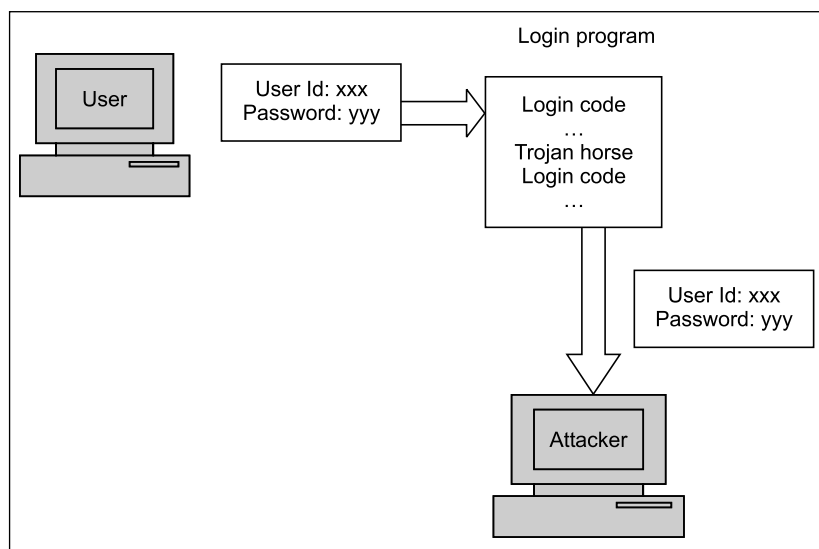 Login program
User
User Id: xxx
Password: yyy
Login code
…
Trojan horse
Login code
…
User Id: xxx
Password: yyy
Attacker